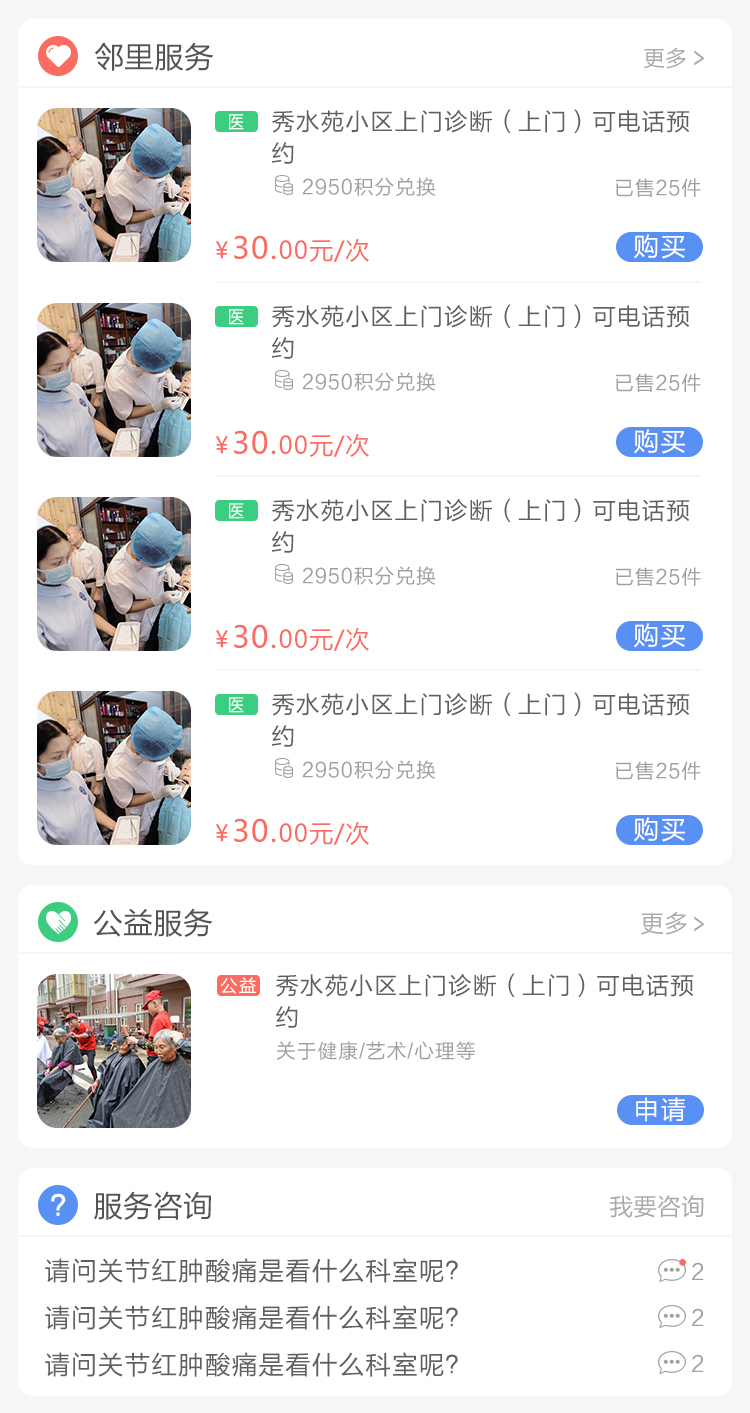 邻里服务 更多 >
医 秀水苑小区上门诊断（上门）可电话预
约
2950积分兑换 已售25件
¥30.00元/次 购买
医 秀水苑小区上门诊断（上门）可电话预
约
2950积分兑换 已售25件
¥30.00元/次 购买
医 秀水苑小区上门诊断（上门）可电话预
约
2950积分兑换 已售25件
¥30.00元/次 购买
医 秀水苑小区上门诊断（上门）可电话预
约
2950积分兑换 已售25件
¥30.00元/次 购买
公益服务 更多 >
公益 秀水苑小区上门诊断（上门）可电话预
约
关于健康/艺术/心理等
申请
? 服务咨询 我要咨询
请问关节红肿酸痛是看什么科室呢? 2
请问关节红肿酸痛是看什么科室呢? 2
请问关节红肿酸痛是看什么科室呢? 2